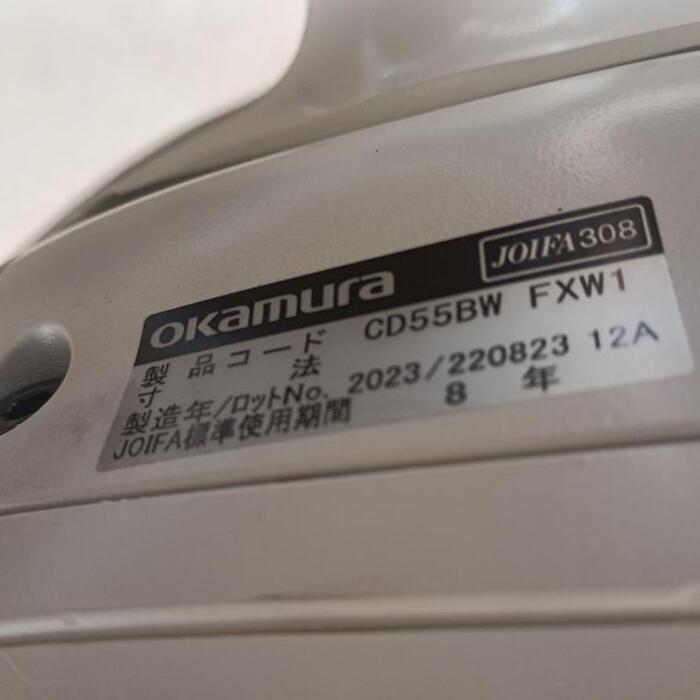 okamura JOIFA308
製品コード CD55BW FXW1
寸法
製造年/ロットNo. 2023/220823 12A
JOIFA標準使用期間 8年